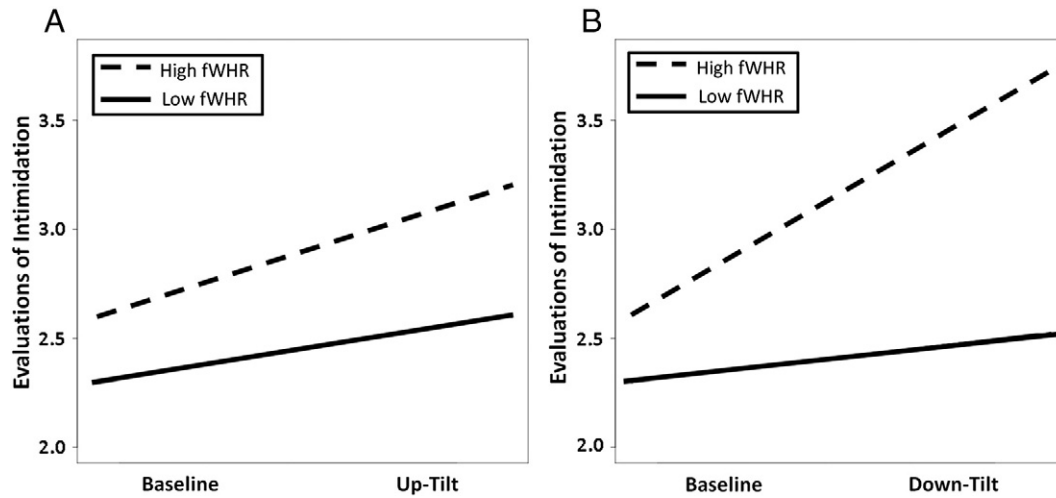 A
High fWHR
Low fWHR
Evaluations of Intimidation
3.5
3.0
2.5
2.0
Baseline Up-Tilt
B
High fWHR
Low fWHR
Evaluations of Intimidation
3.5
3.0
2.5
2.0
Baseline Down-Tilt